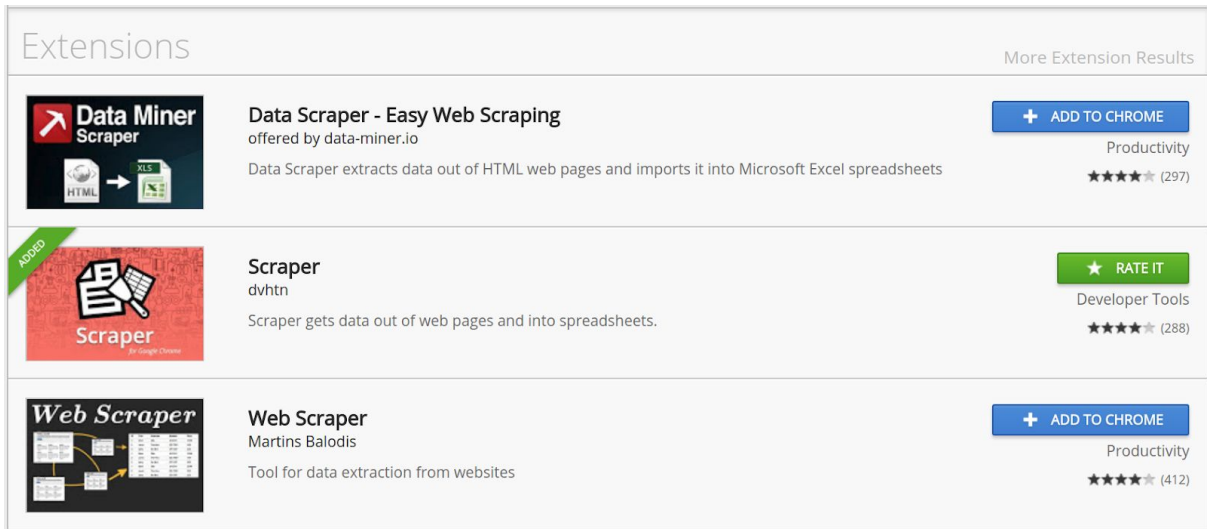 Extensions
More Extension Results
Data Miner
Scraper
HTML
XLS
Data Scraper - Easy Web Scraping
offered by data-miner.io
Data Scraper extracts data out of HTML web pages and imports it into Microsoft Excel spreadsheets
ADD TO CHROME
Productivity
(297)
ADDED
Scraper
for Google Chrome
Scraper
dvhtn
Scraper gets data out of web pages and into spreadsheets.
RATE IT
Developer Tools
(288)
Web Scraper
Web Scraper
Martins Balodis
Tool for data extraction from websites
ADD TO CHROME
Productivity
(412)